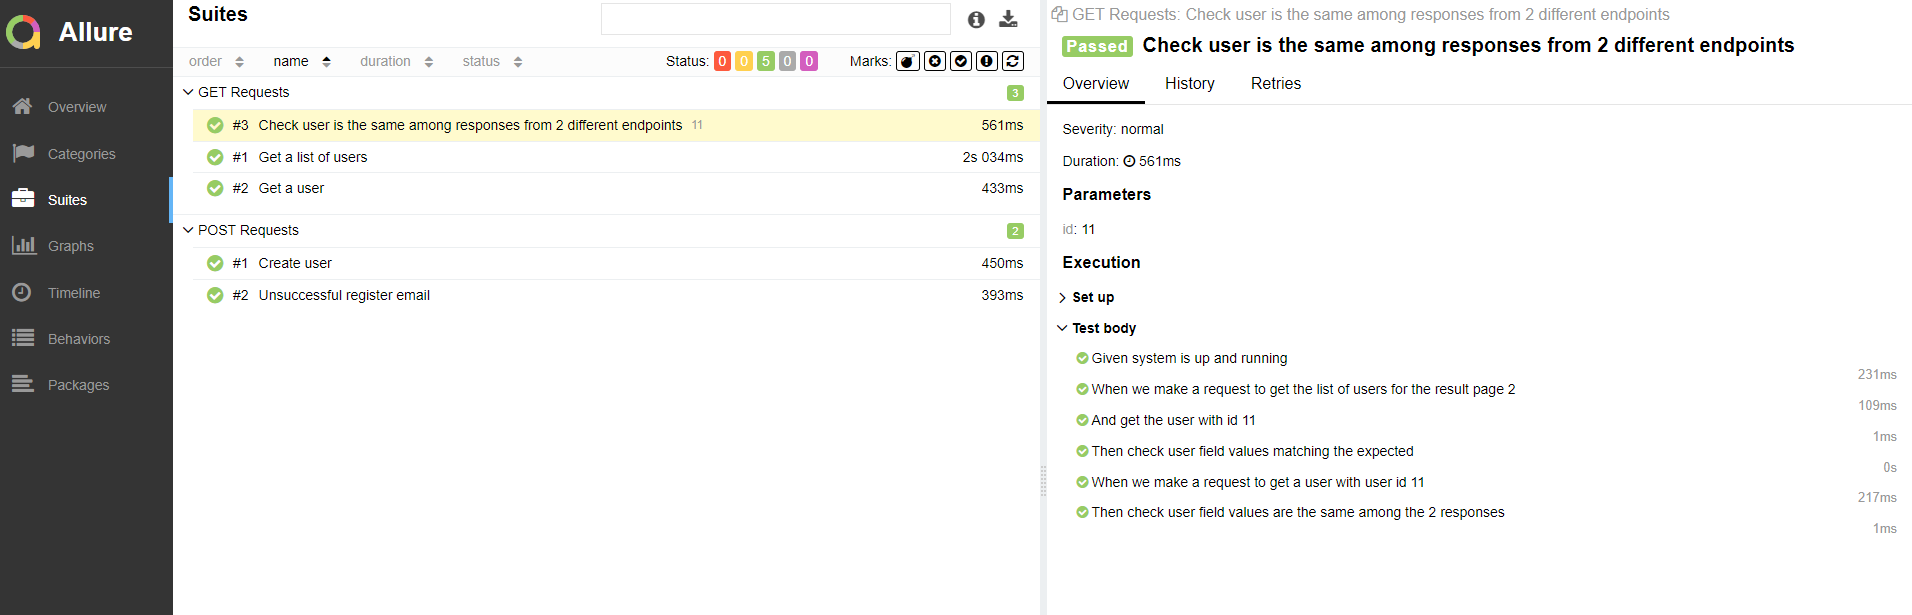 Allure
Overview
Categories
Suites
Graphs
Timeline
Behaviors
Packages
Suites
order name duration status Status: 0 0 5 0 0 Marks:
GET Requests 3
#3 Check user is the same among responses from 2 different endpoints 11 561ms
#1 Get a list of users 2s 034ms
#2 Get a user 433ms
POST Requests 2
#1 Create user 450ms
#2 Unsuccessful register email 393ms
GET Requests: Check user is the same among responses from 2 different endpoints
Passed Check user is the same among responses from 2 different endpoints
Overview History Retries
Severity: normal
Duration: 561ms
Parameters
id: 11
Execution
Set up
Test body
Given system is up and running
231ms
When we make a request to get the list of users for the result page 2
109ms
And get the user with id 11
1ms
Then check user field values matching the expected
0s
When we make a request to get a user with user id 11
217ms
Then check user field values are the same among the 2 responses
1ms